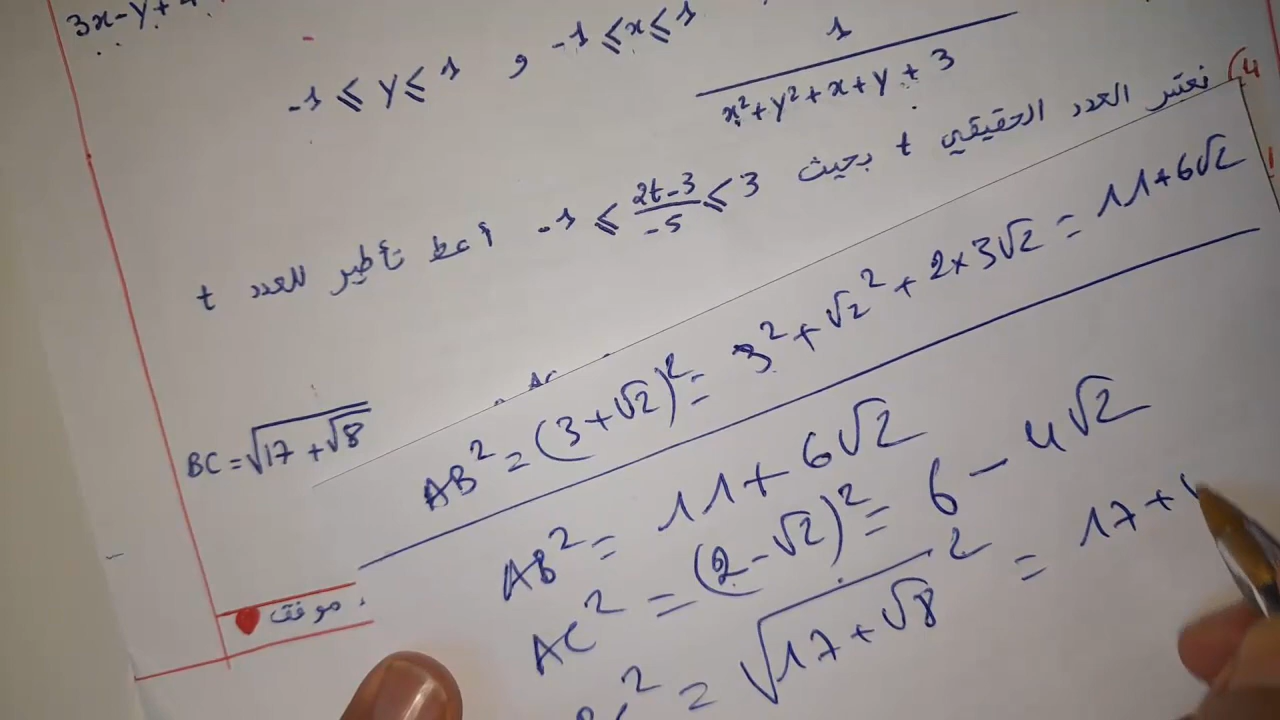 3x-y+
-1 ≤ y ≤ 1 و -1 ≤ x ≤ 1
1/(x²+y²+x+y+3)
4) نعتبر العدد الحقيقي t بحيث -1 ≤ (2t-3)/(-5) ≤ 3 أعط تأطير للعدد t
AC
BC = √(17+√8)
AB² = (3+√2)² = 3²+√2²+2×3√2 = 11+6√2
AB² = 11+6√2
AC² = (2-√2)² = 6-4√2
² = √(17+√8)² = 17+
موفق